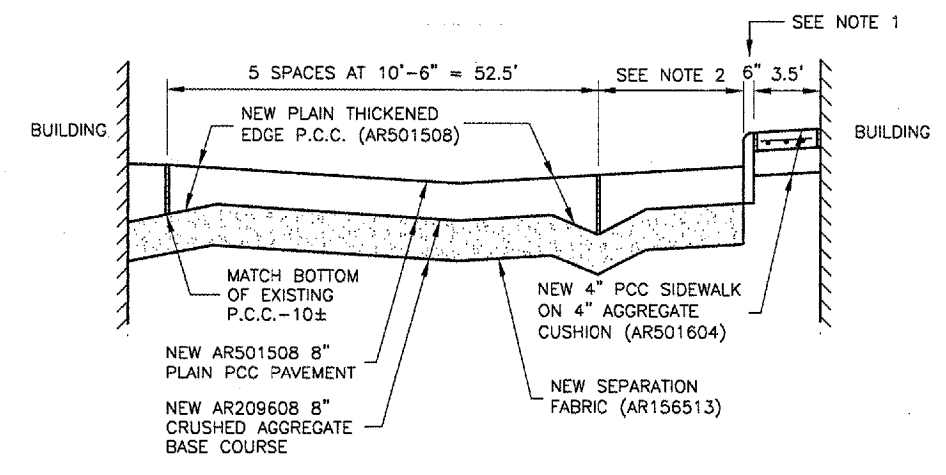 SEE NOTE 1
5 SPACES AT 10'-6" = 52.5'
SEE NOTE 2
6"
3.5'
NEW PLAIN THICKENED
EDGE P.C.C. (AR501508)
BUILDING
BUILDING
MATCH BOTTOM
OF EXISTING
P.C.C.-10±
NEW 4" PCC SIDEWALK
ON 4" AGGREGATE
CUSHION (AR501604)
NEW AR501508 8"
PLAIN PCC PAVEMENT
NEW SEPARATION
FABRIC (AR156513)
NEW AR209608 8"
CRUSHED AGGREGATE
BASE COURSE